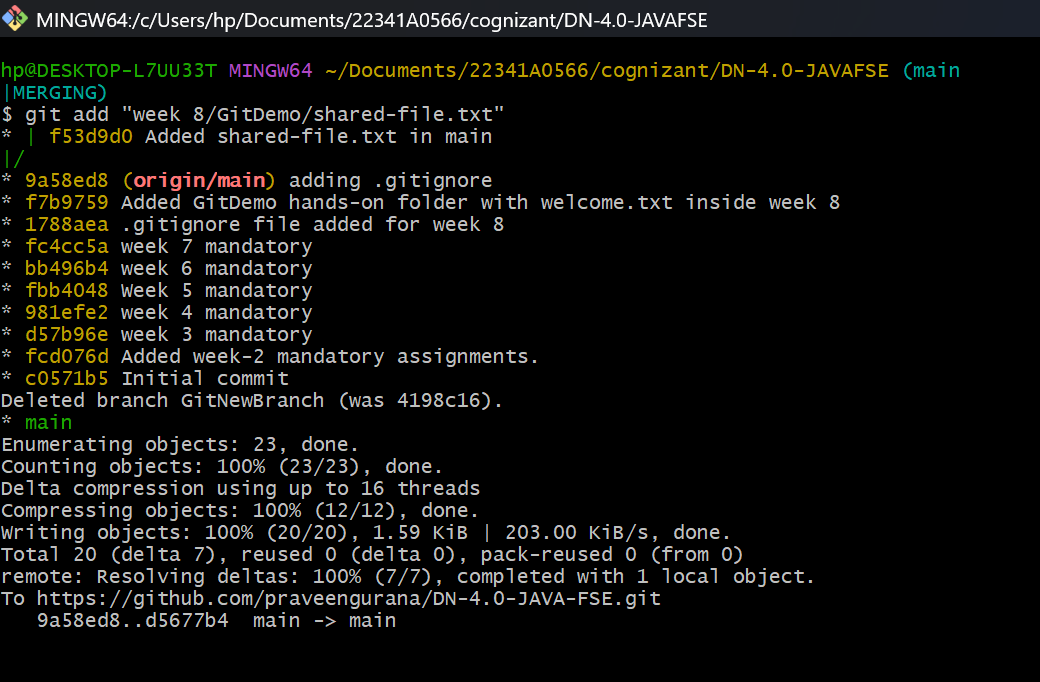 MINGW64:/c/Users/hp/Documents/22341A0566/cognizant/DN-4.0-JAVAFSE
hp@DESKTOP-L7UU33T MINGW64 ~/Documents/22341A0566/cognizant/DN-4.0-JAVAFSE (main
|MERGING)
$ git add "week 8/GitDemo/shared-file.txt"
* | f53d9d0 Added shared-file.txt in main
|/
* 9a58ed8 (origin/main) adding .gitignore
* f7b9759 Added GitDemo hands-on folder with welcome.txt inside week 8
* 1788aea .gitignore file added for week 8
* fc4cc5a week 7 mandatory
* bb496b4 week 6 mandatory
* fbb4048 week 5 mandatory
* 981efe2 week 4 mandatory
* d57b96e week 3 mandatory
* fcd076d Added week-2 mandatory assignments.
* c0571b5 Initial commit
Deleted branch GitNewBranch (was 4198c16).
* main
Enumerating objects: 23, done.
Counting objects: 100% (23/23), done.
Delta compression using up to 16 threads
Compressing objects: 100% (12/12), done.
Writing objects: 100% (20/20), 1.59 KiB | 203.00 KiB/s, done.
Total 20 (delta 7), reused 0 (delta 0), pack-reused 0 (from 0)
remote: Resolving deltas: 100% (7/7), completed with 1 local object.
To https://github.com/praveengurana/DN-4.0-JAVA-FSE.git
   9a58ed8..d5677b4  main -> main